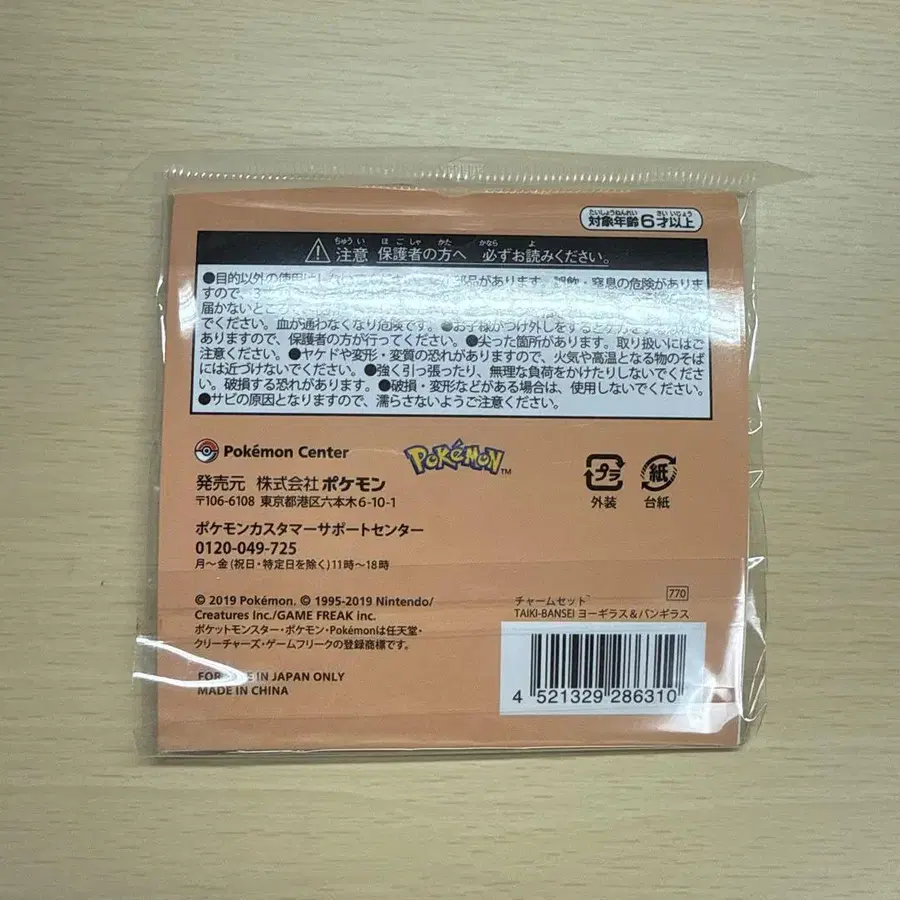 たいしょうねんれい さい いじょう
対象年齢6才以上
ちゅう い ほ ご しゃ かた かなら よ
注意 保護者の方へ 必ずお読みください。
●目的以外の使用は 部品があります。誤飲・窒息の危険がありま
すので
届かないところ
でください。血が通わなくなり危険です。●お子様がつけ外しをすると
ますので、保護者の方が行ってください。●尖った箇所があります。取り扱いにはご
注意ください。●ヤケドや変形・変質の恐れがありますので、火気や高温となる物のそば
には近づけないでください。●強く引っ張ったり、無理な負荷をかけたりしないでくだ
さい。破損する恐れがあります。●破損・変形などがある場合は、使用しないでください。
●サビの原因となりますので、濡らさないようご注意ください。
Pokémon Center
POKéMON™
発売元 株式会社ポケモン
〒106-6108 東京都港区六本木6-10-1
プラ
外装
紙
台紙
ポケモンカスタマーサポートセンター
0120-049-725
月〜金(祝日・特定日を除く)11時〜18時
© 2019 Pokémon. © 1995-2019 Nintendo/
Creatures Inc./GAME FREAK inc.
ポケットモンスター・ポケモン・Pokémonは任天堂・
クリーチャーズ・ゲームフリークの登録商標です。
IN JAPAN ONLY
MADE IN CHINA
770
チャームセット
TAIKI-BANSEI ヨーギラス&バンギラス
4 521329 286310